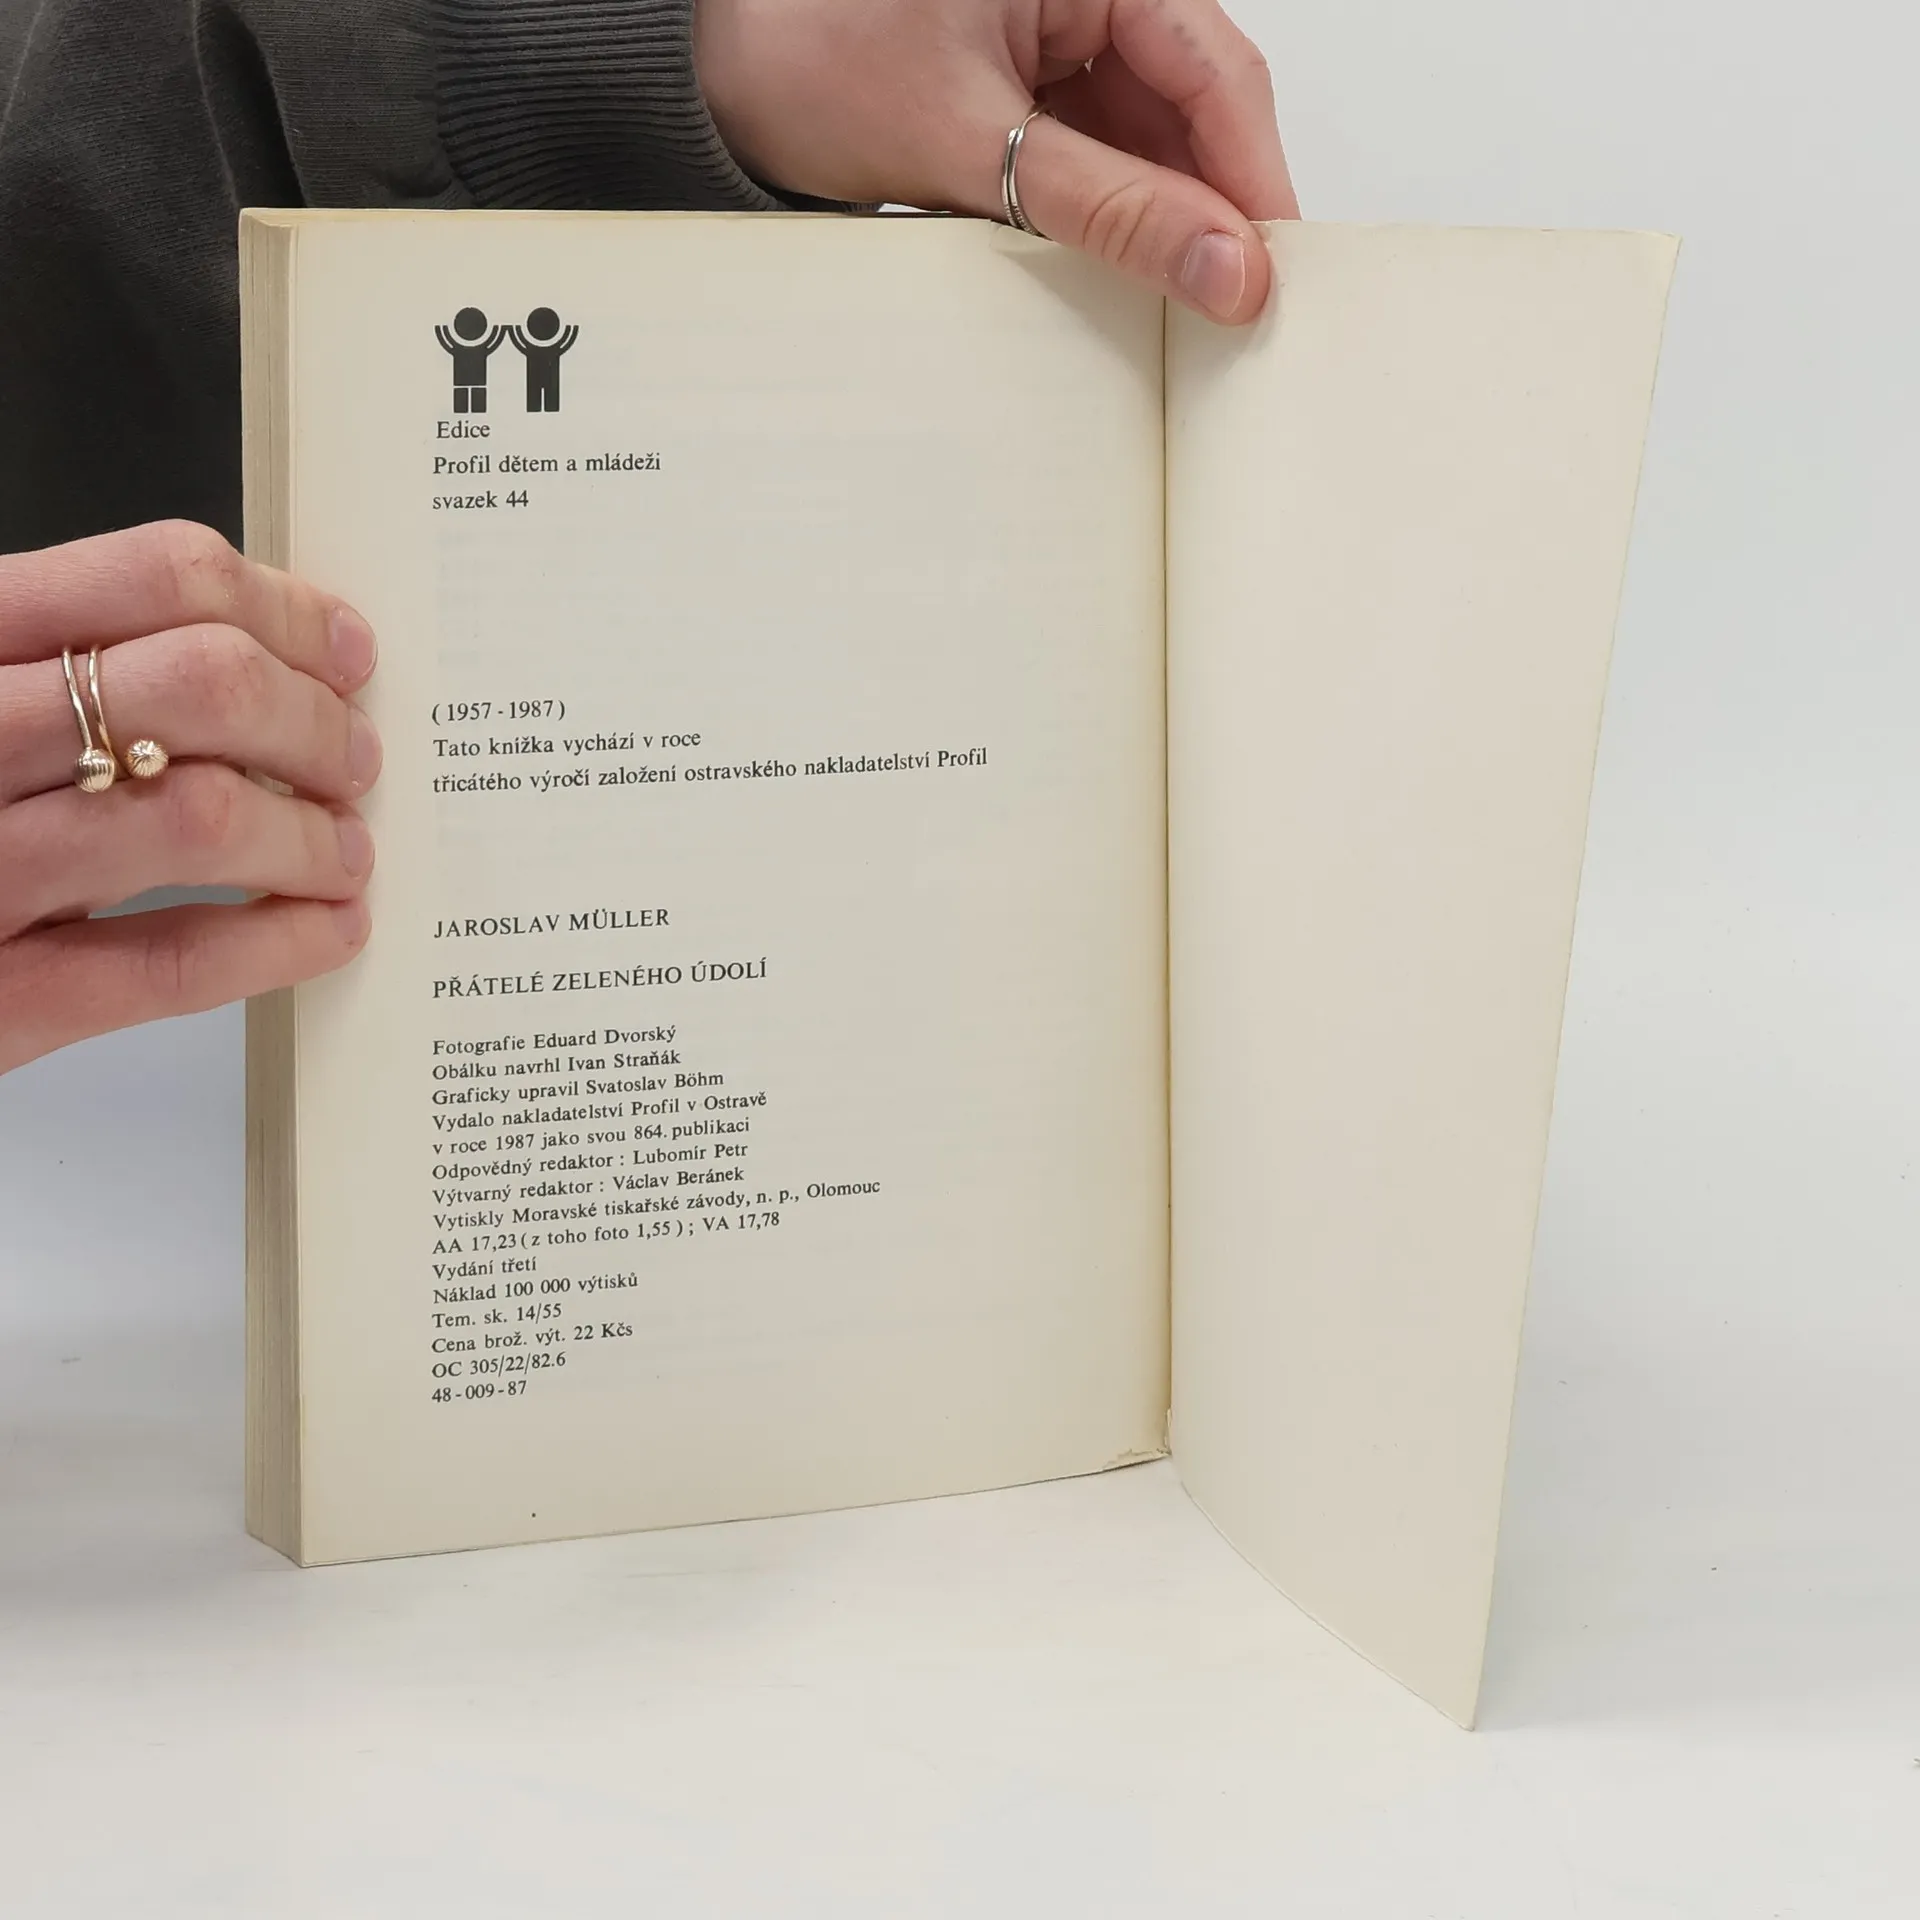 Edice
Profil dětem a mládeži
svazek 44
( 1957 - 1987 )
Tato knížka vychází v roce
třicátého výročí založení ostravského nakladatelství Profil
JAROSLAV MÜLLER
PŘÁTELÉ ZELENÉHO ÚDOLÍ
Fotografie Eduard Dvorský
Obálku navrhl Ivan Straňák
Graficky upravil Svatoslav Böhm
Vydalo nakladatelství Profil v Ostravě
v roce 1987 jako svou 864. publikaci
Odpovědný redaktor : Lubomír Petr
Výtvarný redaktor : Václav Beránek
Vytiskly Moravské tiskařské závody, n. p., Olomouc
AA 17,23 ( z toho foto 1,55 ) ; VA 17,78
Vydání třetí
Náklad 100 000 výtisků
Tem. sk. 14/55
Cena brož. výt. 22 Kčs
OC 305/22/82.6
48 - 009 - 87